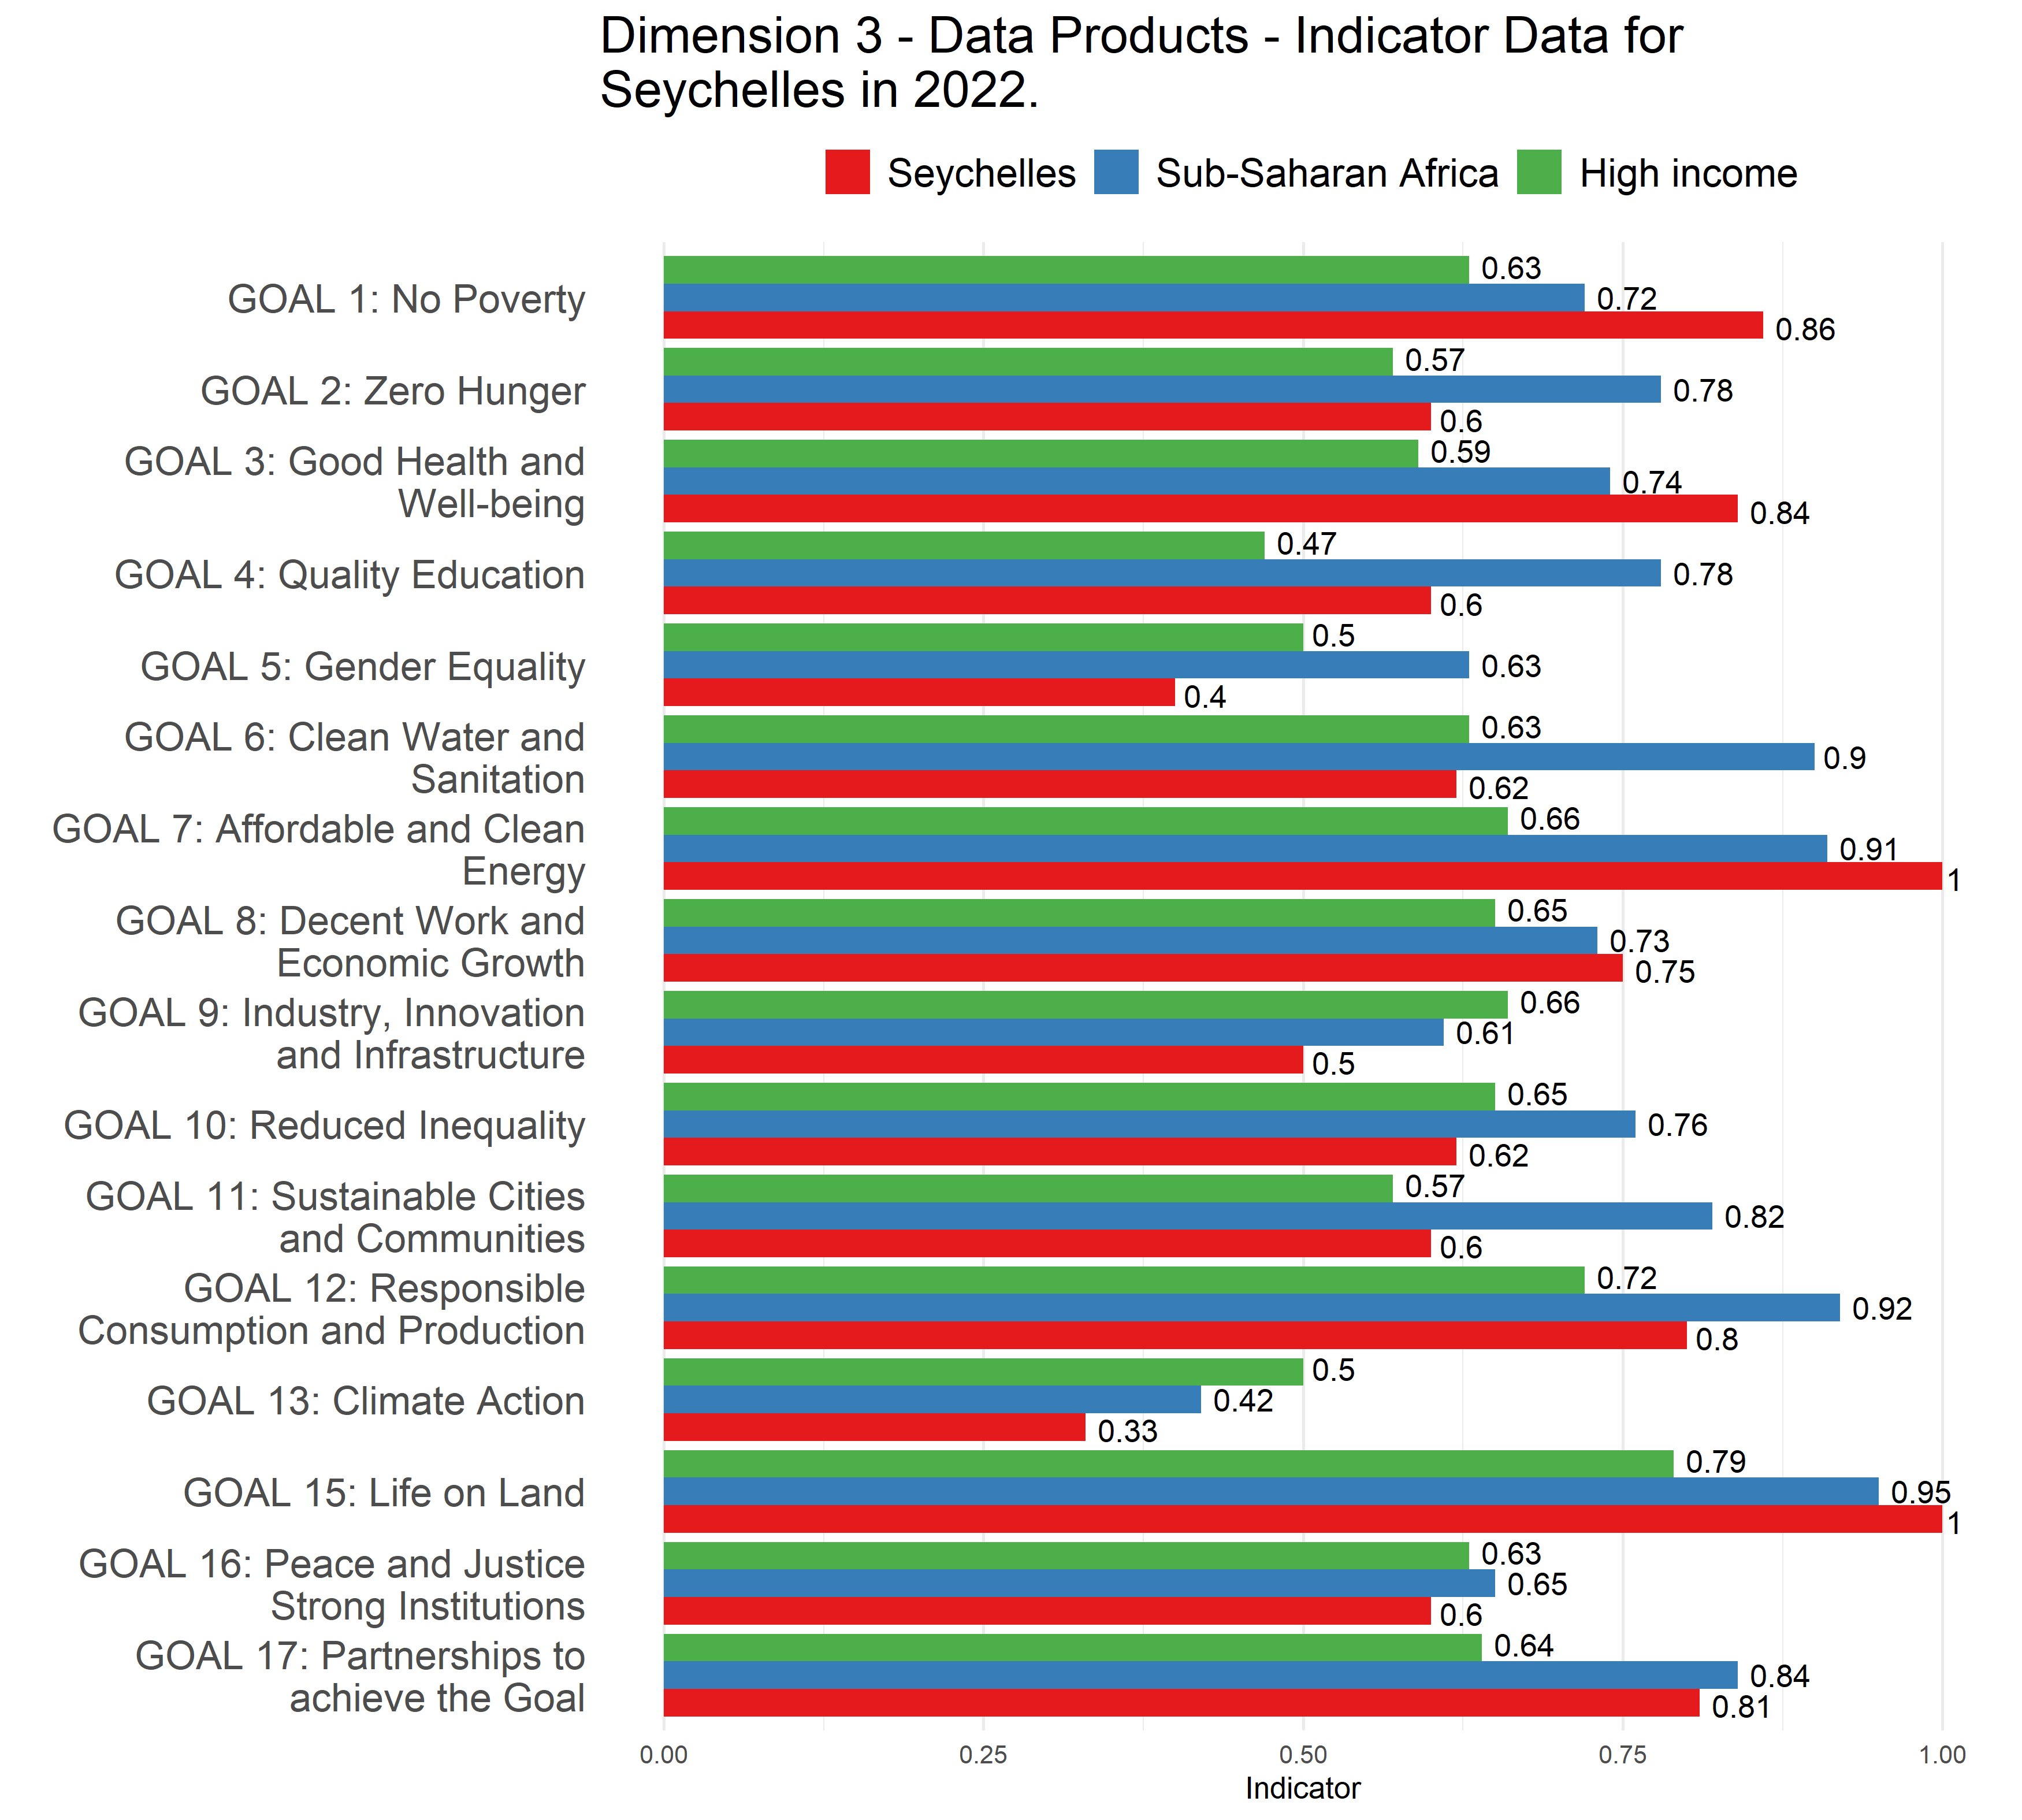 Dimension 3 - Data Products - Indicator Data for
Seychelles in 2022.
Seychelles Sub-Saharan Africa High income
GOAL 1: No Poverty
0.63
0.72
0.86
GOAL 2: Zero Hunger
0.57
0.78
0.6
GOAL 3: Good Health and
Well-being
0.59
0.74
0.84
GOAL 4: Quality Education
0.47
0.78
0.6
GOAL 5: Gender Equality
0.5
0.63
0.4
GOAL 6: Clean Water and
Sanitation
0.63
0.9
0.62
GOAL 7: Affordable and Clean
Energy
0.66
0.91
1
GOAL 8: Decent Work and
Economic Growth
0.65
0.73
0.75
GOAL 9: Industry, Innovation
and Infrastructure
0.66
0.61
0.5
GOAL 10: Reduced Inequality
0.65
0.76
0.62
GOAL 11: Sustainable Cities
and Communities
0.57
0.82
0.6
GOAL 12: Responsible
Consumption and Production
0.72
0.92
0.8
GOAL 13: Climate Action
0.5
0.42
0.33
GOAL 15: Life on Land
0.79
0.95
1
GOAL 16: Peace and Justice
Strong Institutions
0.63
0.65
0.6
GOAL 17: Partnerships to
achieve the Goal
0.64
0.84
0.81
0.00 0.25 0.50 0.75 1.00
Indicator